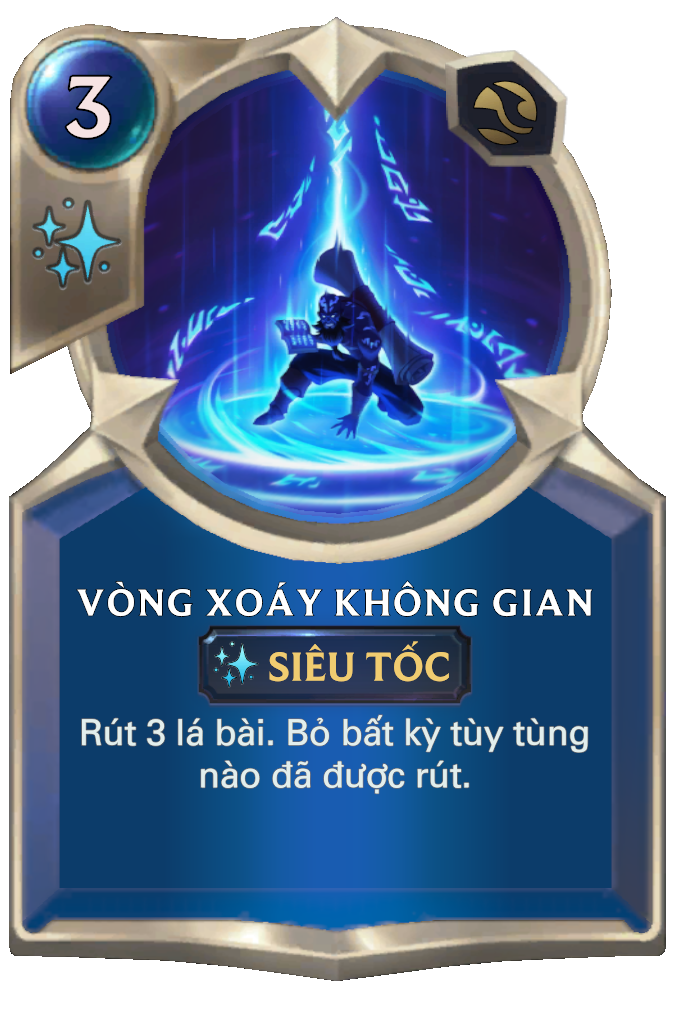 3
VÒNG XOÁY KHÔNG GIAN
SIÊU TỐC
Rút 3 lá bài. Bỏ bất kỳ tùy tùng
nào đã được rút.